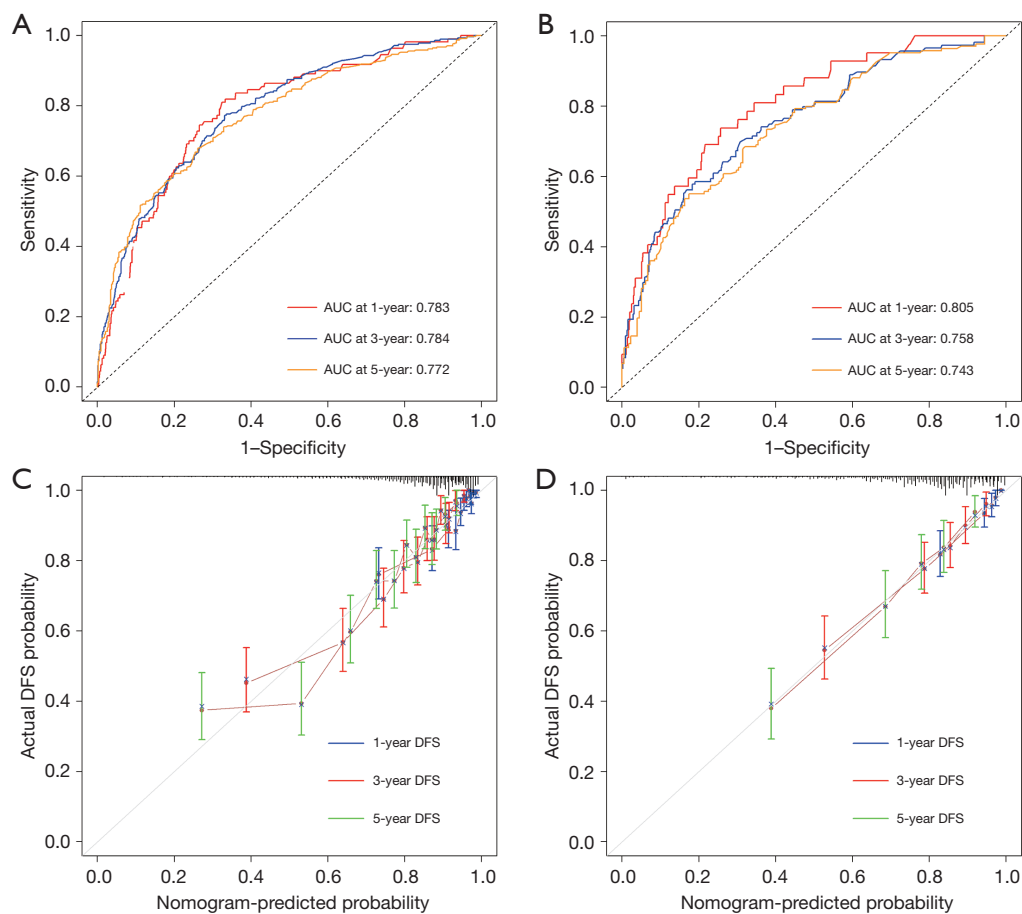 A
1.0
0.8
0.6
0.4
0.2
0.0
Sensitivity
AUC at 1-year: 0.783
AUC at 3-year: 0.784
AUC at 5-year: 0.772
0.0 0.2 0.4 0.6 0.8 1.0
1–Specificity
B
1.0
0.8
0.6
0.4
0.2
0.0
Sensitivity
AUC at 1-year: 0.805
AUC at 3-year: 0.758
AUC at 5-year: 0.743
0.0 0.2 0.4 0.6 0.8 1.0
1–Specificity
C
1.0
0.8
0.6
0.4
0.2
0.0
Actual DFS probability
1-year DFS
3-year DFS
5-year DFS
0.0 0.2 0.4 0.6 0.8 1.0
Nomogram-predicted probability
D
1.0
0.8
0.6
0.4
0.2
0.0
Actual DFS probability
1-year DFS
3-year DFS
5-year DFS
0.0 0.2 0.4 0.6 0.8 1.0
Nomogram-predicted probability